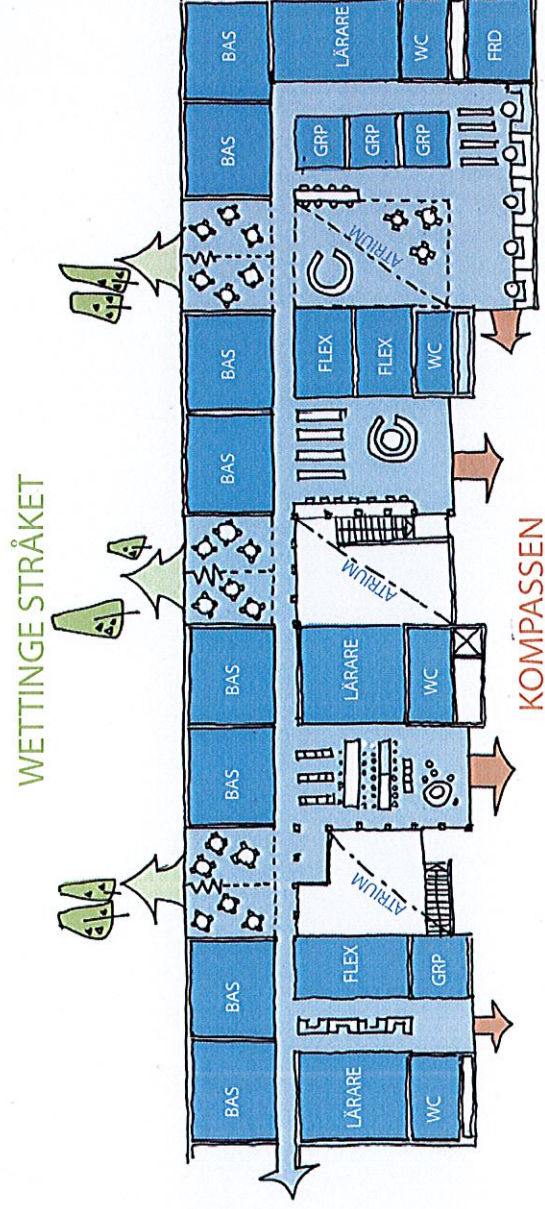 WETTINGE STRÅKET
BAS
BAS
BAS
BAS
BAS
BAS
BAS
BAS
LÄRARE
WC
FLEX
GRP
ATRIUM
LÄRARE
WC
ATRIUM
FLEX
FLEX
WC
ATRIUM
GRP
GRP
GRP
LÄRARE
WC
FRD
KOMPASSEN